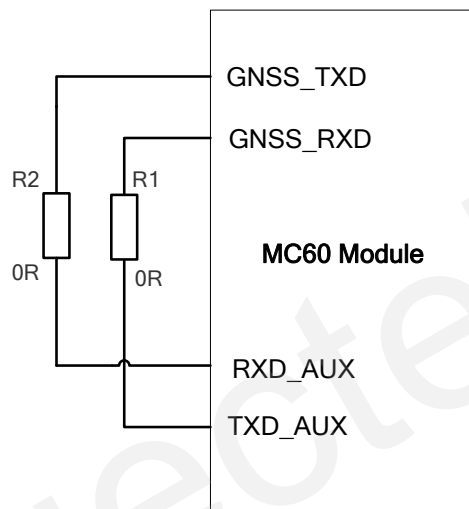 GNSS_TXD
GNSS_RXD
R2
R1
0R
0R
MC60 Module
RXD_AUX
TXD_AUX